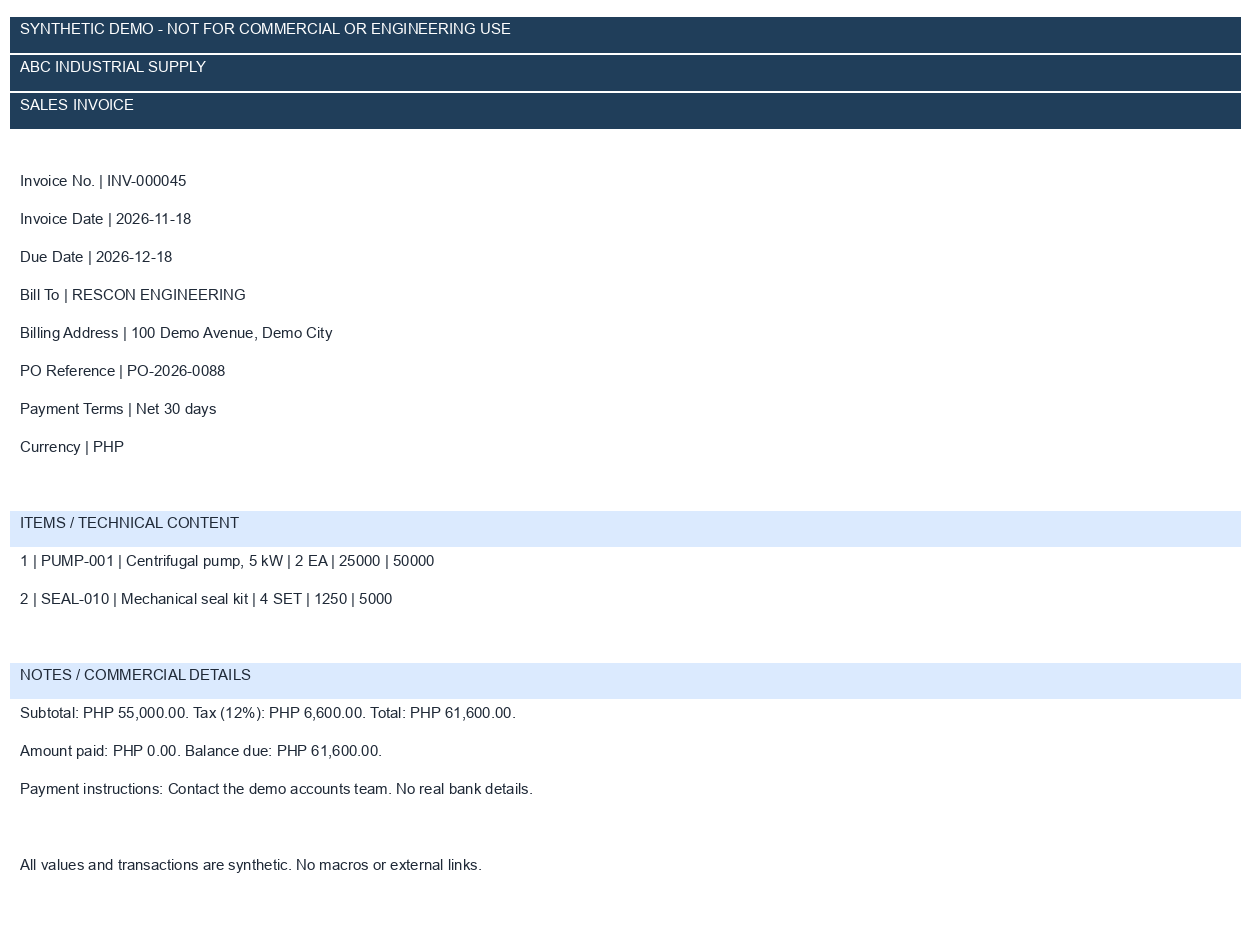 SYNTHETIC DEMO - NOT FOR COMMERCIAL OR ENGINEERING USE
ABC INDUSTRIAL SUPPLY
SALES INVOICE
Invoice No. | INV-000045
Invoice Date | 2026-11-18
Due Date | 2026-12-18
Bill To | RESCON ENGINEERING
Billing Address | 100 Demo Avenue, Demo City
PO Reference | PO-2026-0088
Payment Terms | Net 30 days
Currency | PHP
ITEMS / TECHNICAL CONTENT
1 | PUMP-001 | Centrifugal pump, 5 kW | 2 EA | 25000 | 50000
2 | SEAL-010 | Mechanical seal kit | 4 SET | 1250 | 5000
NOTES / COMMERCIAL DETAILS
Subtotal: PHP 55,000.00. Tax (12%): PHP 6,600.00. Total: PHP 61,600.00.
Amount paid: PHP 0.00. Balance due: PHP 61,600.00.
Payment instructions: Contact the demo accounts team. No real bank details.
All values and transactions are synthetic. No macros or external links.